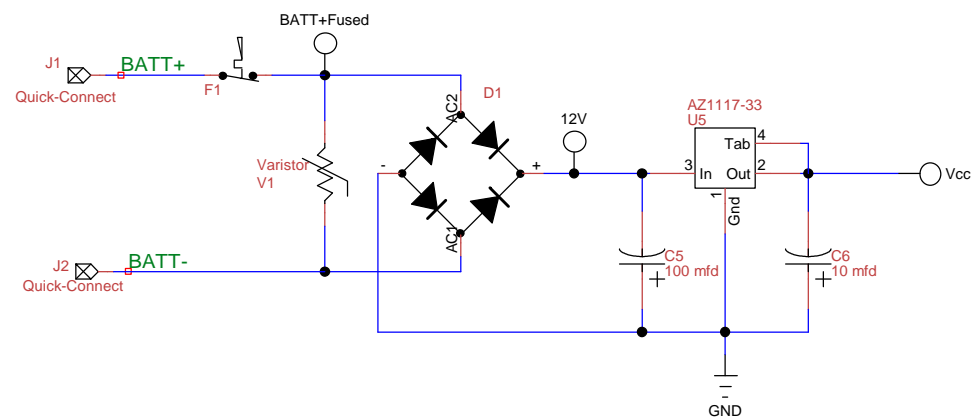 BATT+Fused
J1
BATT+
Quick-Connect
F1
AC2
D1
AZ1117-33
U5
12V
Tab
4
Varistor
V1
-
+
3
In
Out
2
Vcc
1
Gnd
AC1
J2
BATT-
Quick-Connect
C5
100 mfd
+
C6
10 mfd
+
GND